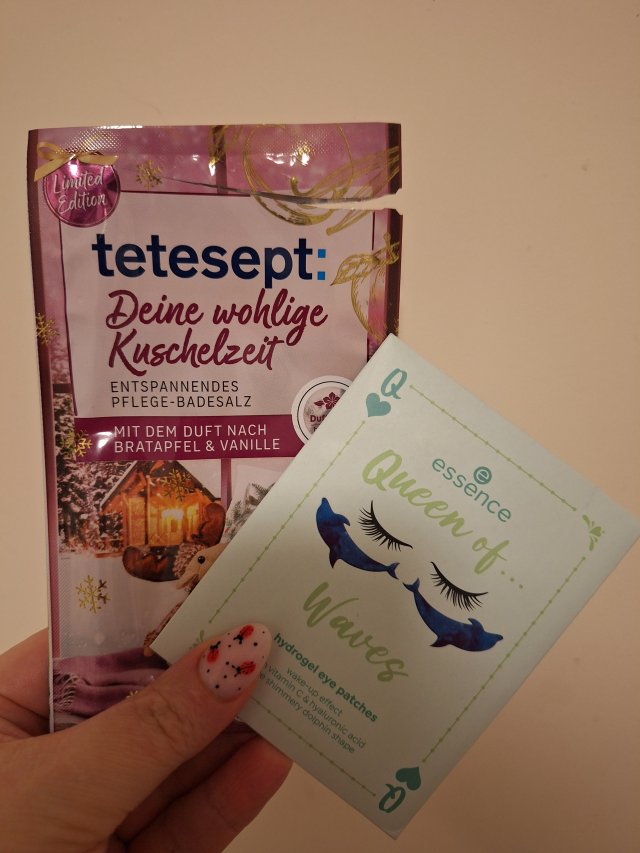 Limited
Edition
tetesept:
Deine wohlige
Kuschelzeit
ENTSPANNENDES
PFLEGE-BADESALZ
MIT DEM DUFT NACH
BRATAPFEL & VANILLE
Q
e
essence
Queen of...
Waves
hydrogel eye patches
wake-up effect
vitamin C & hyaluronic acid
shimmery dolphin shape
Q